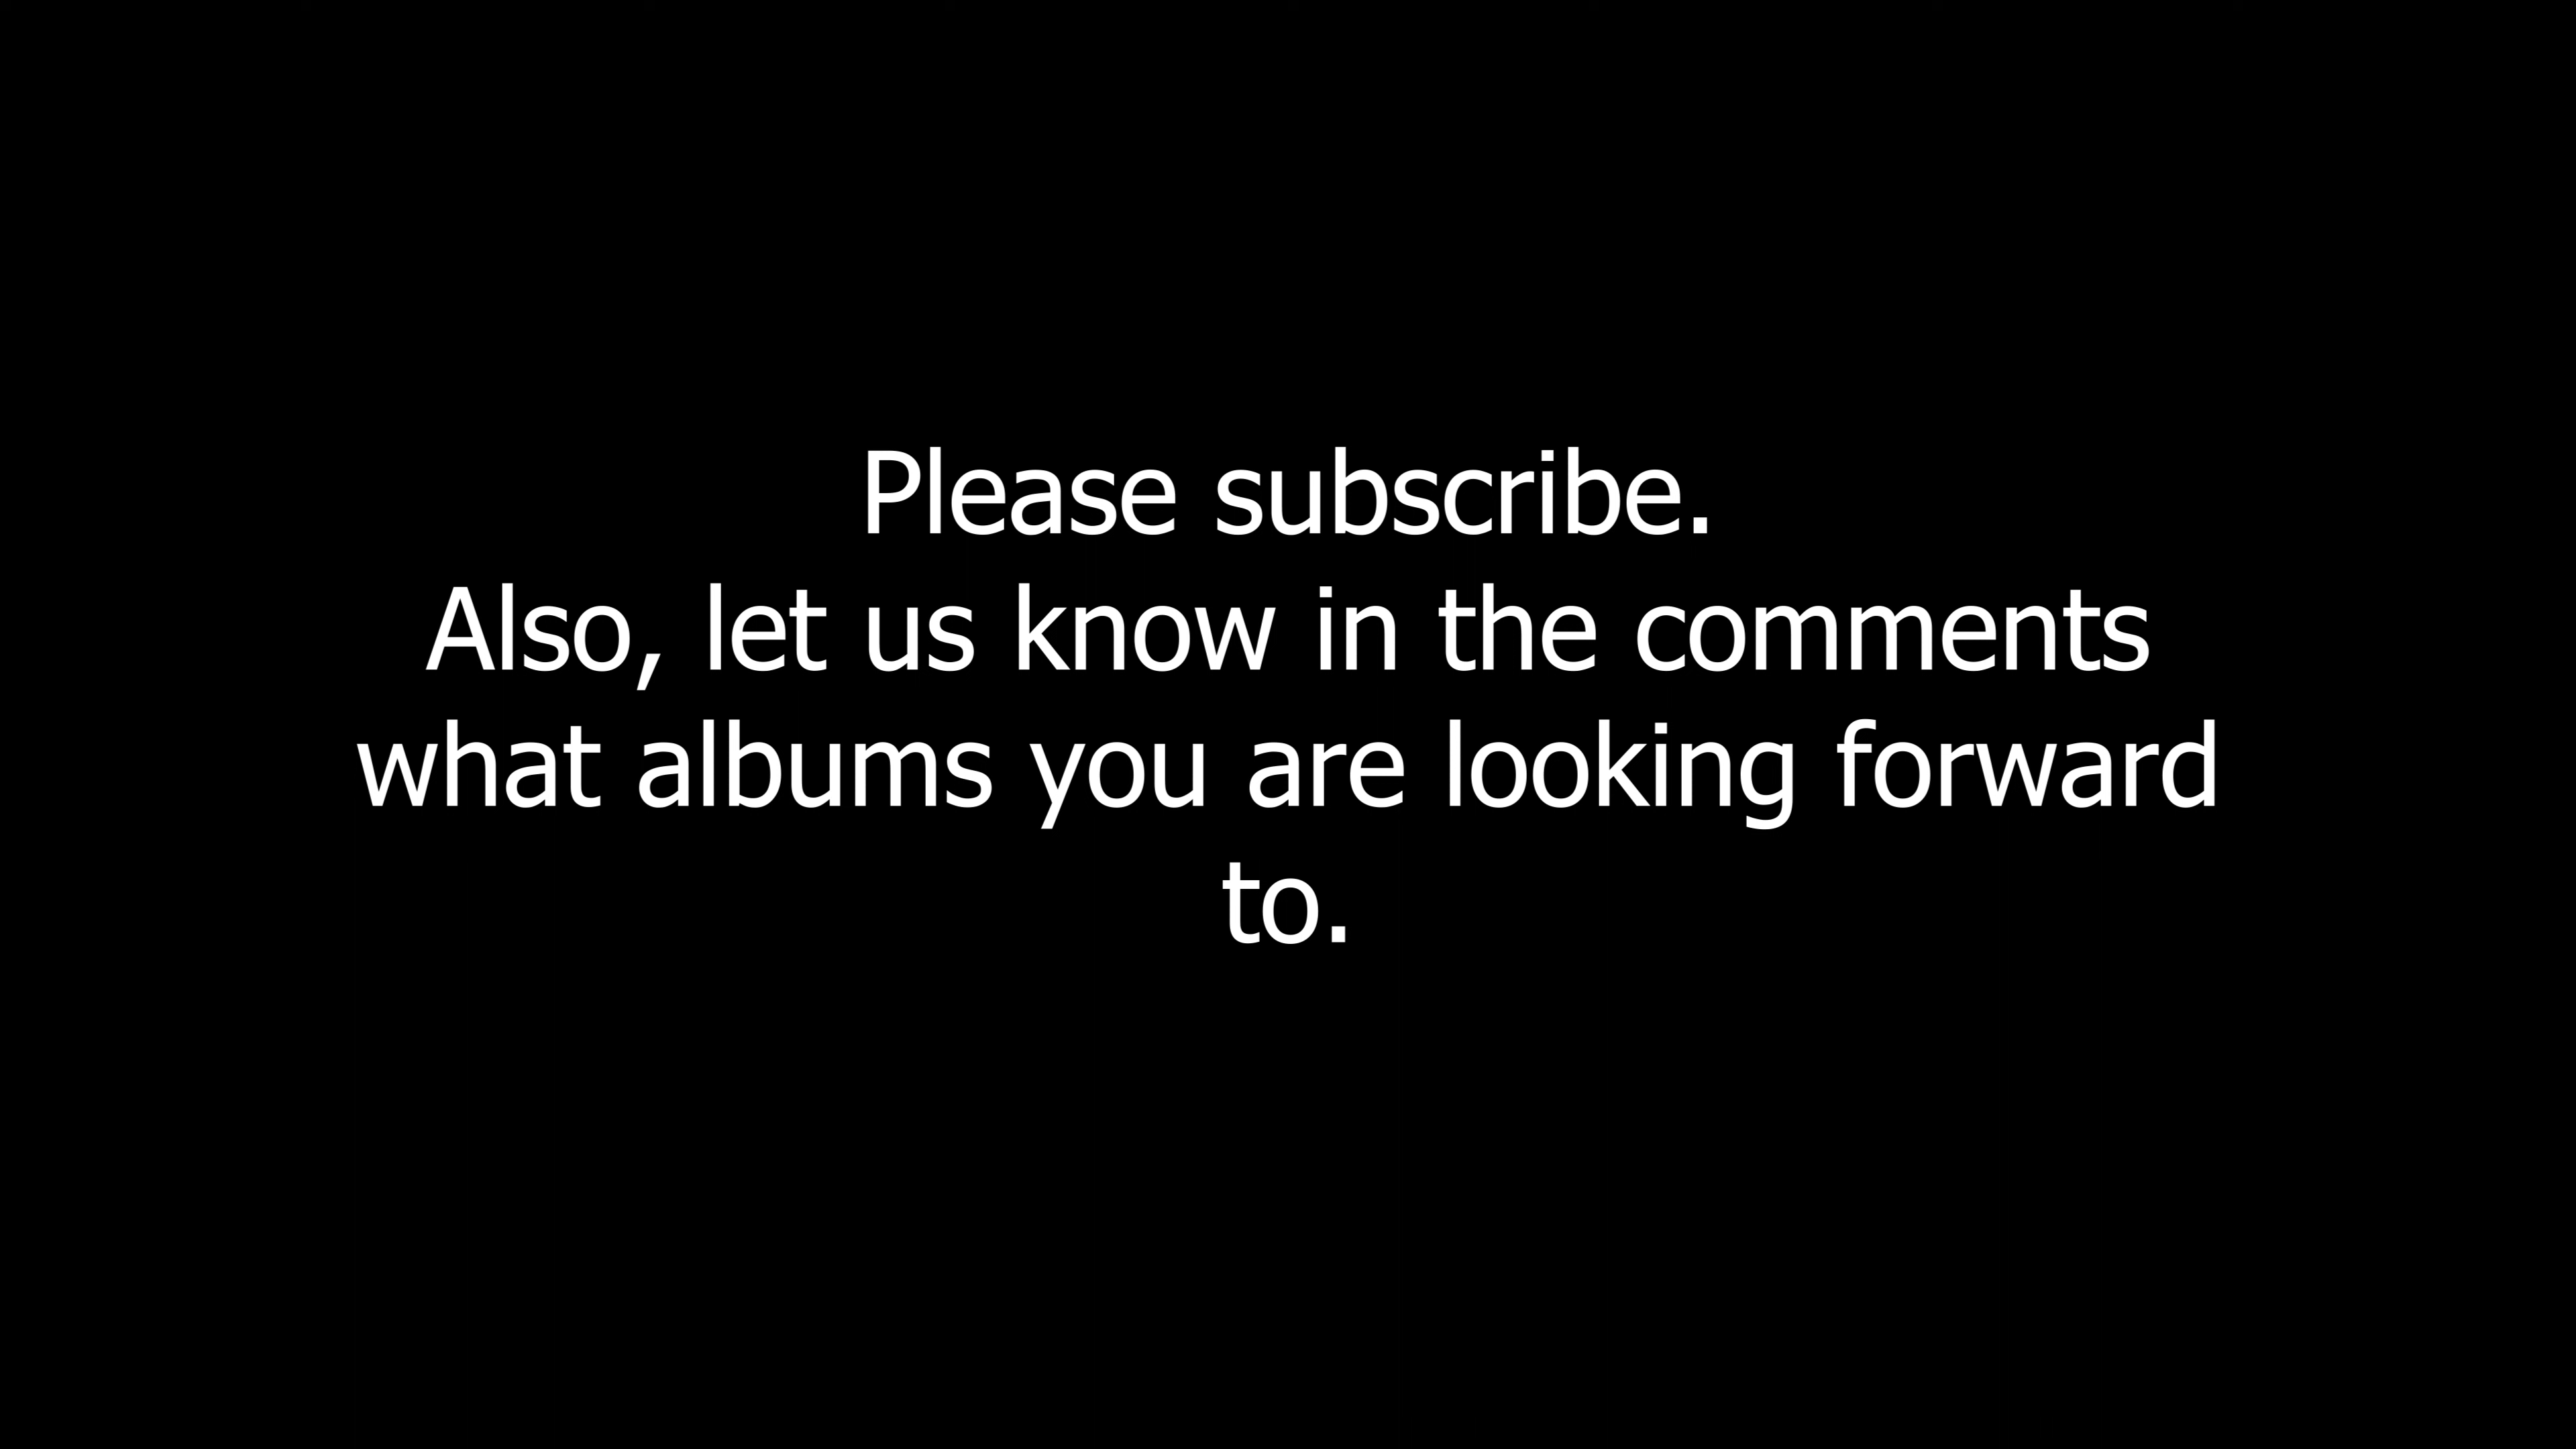 Please subscribe.
Also, let us know in the comments
what albums you are looking forward
to.